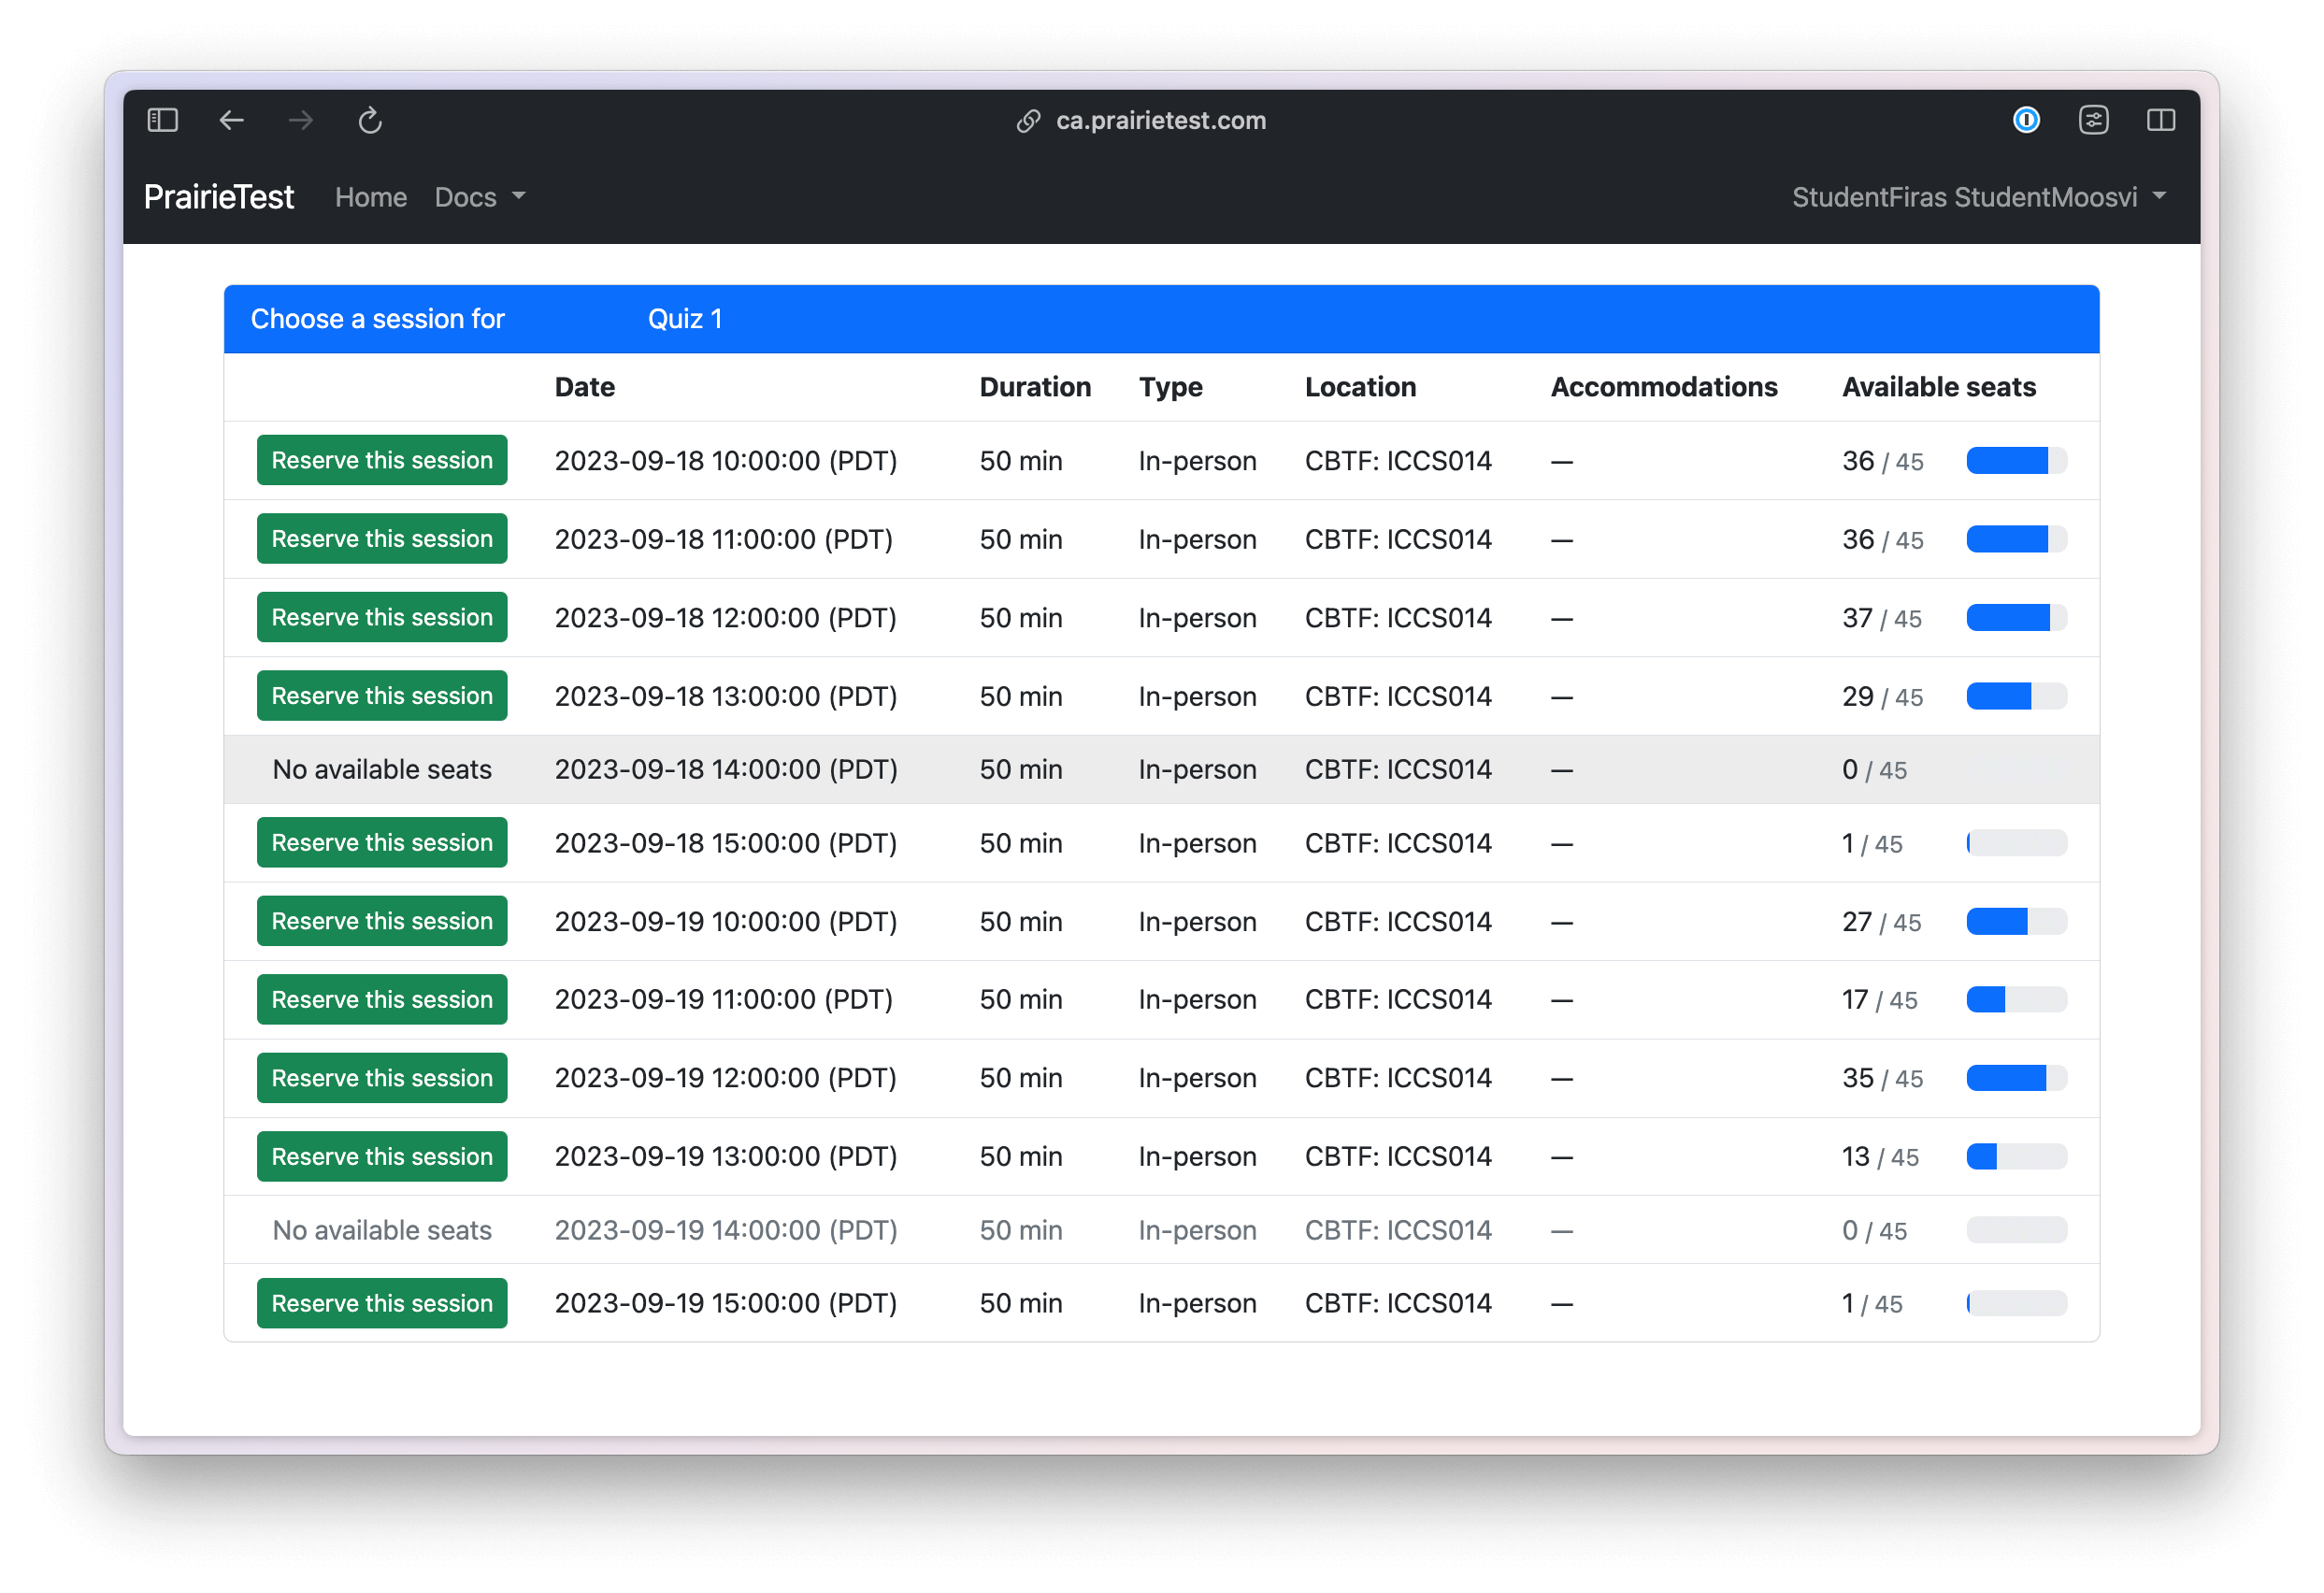 ca.prairietest.com
PrairieTest Home Docs StudentFiras StudentMoosvi
Choose a session for Quiz 1
Date Duration Type Location Accommodations Available seats
Reserve this session 2023-09-18 10:00:00 (PDT) 50 min In-person CBTF: ICCS014 — 36 / 45
Reserve this session 2023-09-18 11:00:00 (PDT) 50 min In-person CBTF: ICCS014 — 36 / 45
Reserve this session 2023-09-18 12:00:00 (PDT) 50 min In-person CBTF: ICCS014 — 37 / 45
Reserve this session 2023-09-18 13:00:00 (PDT) 50 min In-person CBTF: ICCS014 — 29 / 45
No available seats 2023-09-18 14:00:00 (PDT) 50 min In-person CBTF: ICCS014 — 0 / 45
Reserve this session 2023-09-18 15:00:00 (PDT) 50 min In-person CBTF: ICCS014 — 1 / 45
Reserve this session 2023-09-19 10:00:00 (PDT) 50 min In-person CBTF: ICCS014 — 27 / 45
Reserve this session 2023-09-19 11:00:00 (PDT) 50 min In-person CBTF: ICCS014 — 17 / 45
Reserve this session 2023-09-19 12:00:00 (PDT) 50 min In-person CBTF: ICCS014 — 35 / 45
Reserve this session 2023-09-19 13:00:00 (PDT) 50 min In-person CBTF: ICCS014 — 13 / 45
No available seats 2023-09-19 14:00:00 (PDT) 50 min In-person CBTF: ICCS014 — 0 / 45
Reserve this session 2023-09-19 15:00:00 (PDT) 50 min In-person CBTF: ICCS014 — 1 / 45